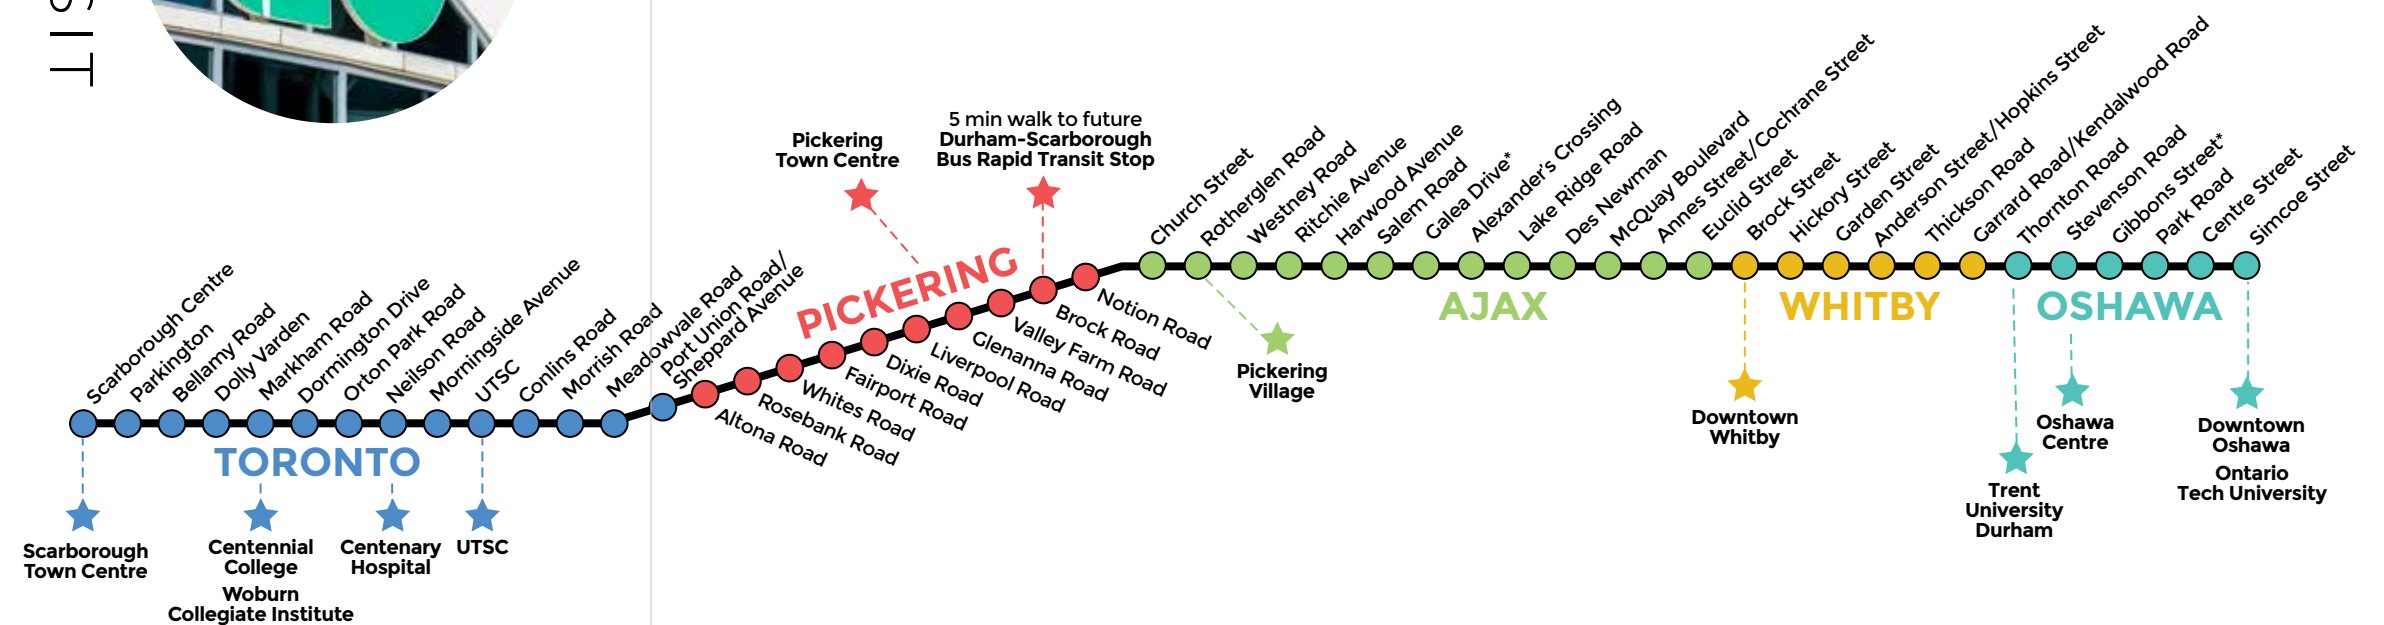 SIT
Scarborough Centre
Parkington
Bellamy Road
Dolly Varden
Markham Road
Dormington Drive
Orton Park Road
Neilson Road
Morningside Avenue
UTSC
Conlins Road
Morrish Road
Meadowvale Road
Port Union Road/
Sheppard Avenue
TORONTO
Scarborough
Town Centre
Centennial
College
Woburn
Collegiate Institute
Centenary
Hospital
UTSC
Pickering
Town Centre
5 min walk to future
Durham-Scarborough
Bus Rapid Transit Stop
PICKERING
Altona Road
Rosebank Road
Whites Road
Fairport Road
Dixie Road
Liverpool Road
Glenanna Road
Valley Farm Road
Brock Road
Notion Road
Church Street
Rotherglen Road
Westney Road
Ritchie Avenue
Harwood Avenue
Salem Road
Galea Drive*
Alexander's Crossing
Lake Ridge Road
Des Newman
McQuay Boulevard
Annes Street/Cochrane Street
Euclid Street
Brock Street
Hickory Street
Garden Street
Anderson Street/Hopkins Street
Thickson Road
Garrard Road/Kendalwood Road
Thornton Road
Stevenson Road
Gibbons Street*
Park Road
Centre Street
Simcoe Street
AJAX
WHITBY
OSHAWA
Pickering
Village
Downtown
Whitby
Trent
University
Durham
Oshawa
Centre
Downtown
Oshawa
Ontario
Tech University